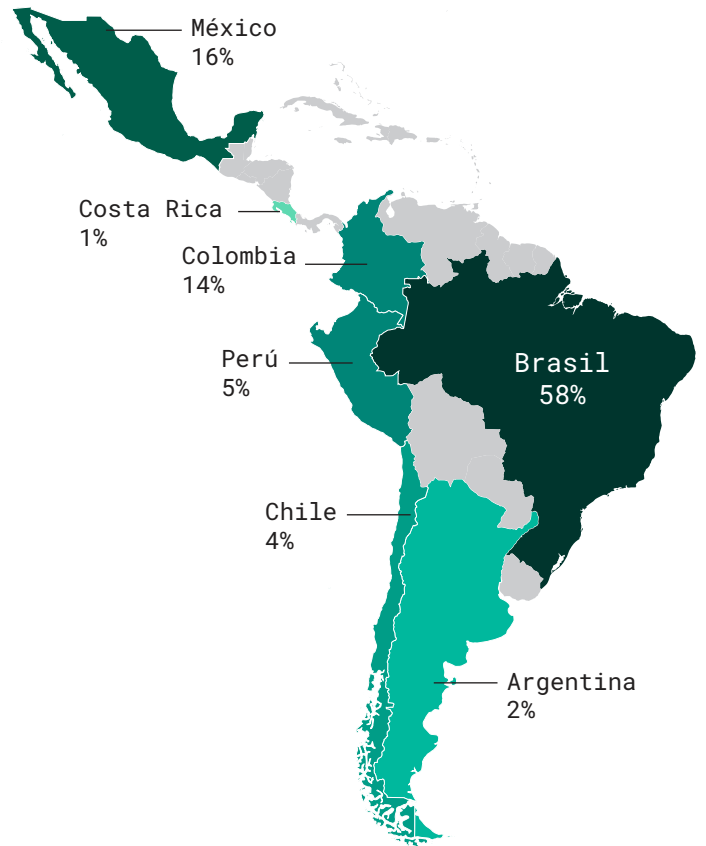 México
16%
Costa Rica
1%
Colombia
14%
Perú
5%
Brasil
58%
Chile
4%
Argentina
2%